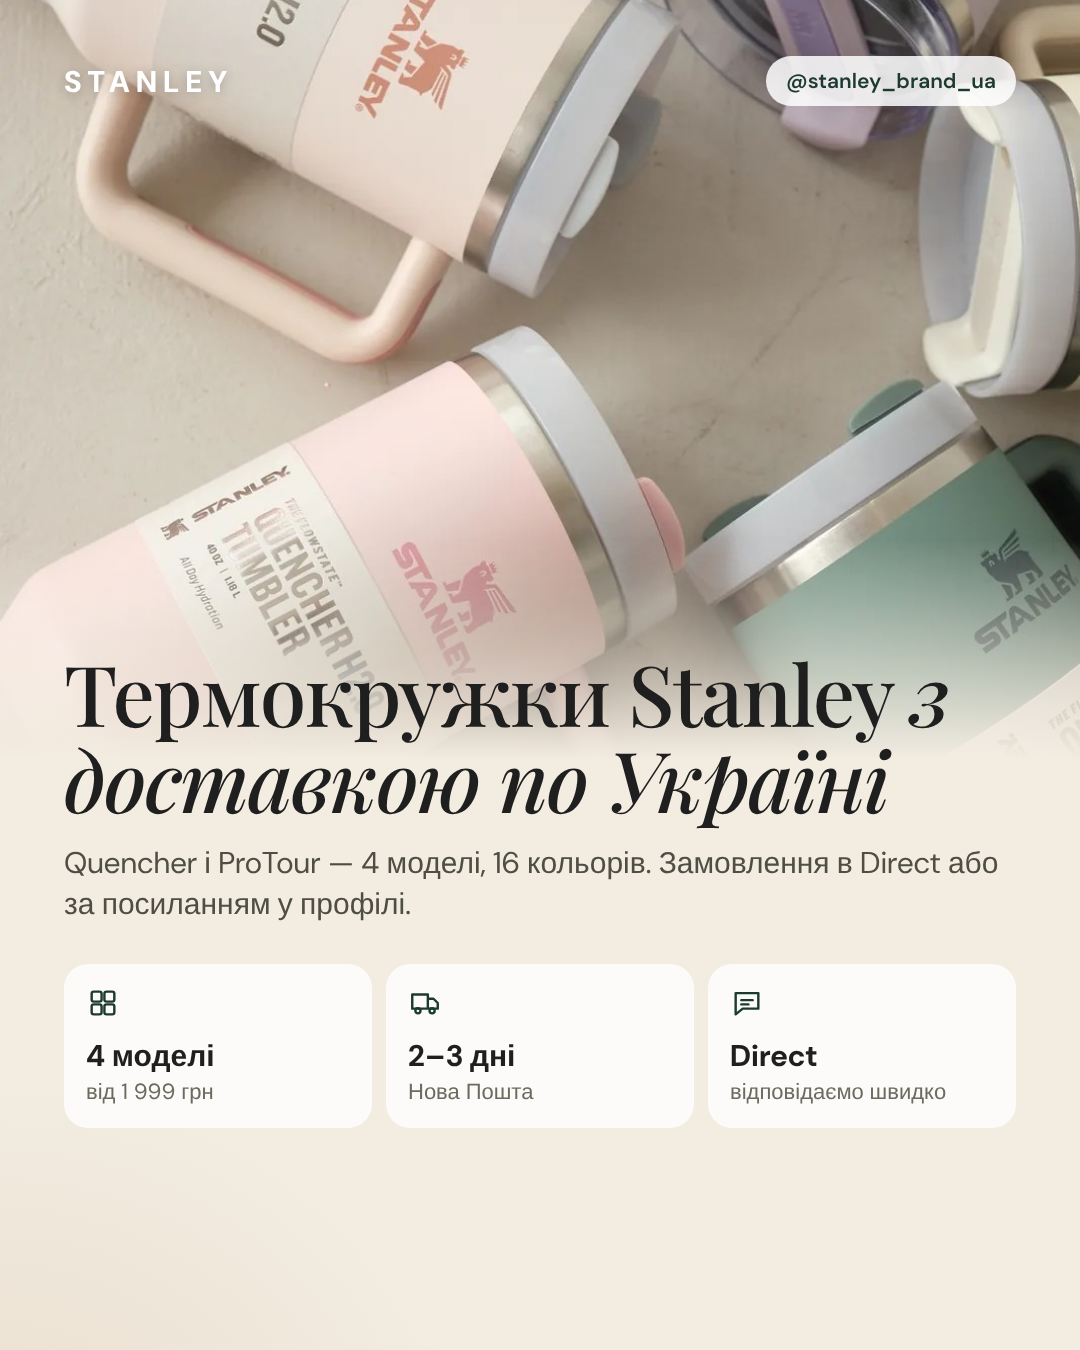 H2.0
STANLEY
®
STANLEY
@stanley_brand_ua
STANLEY.
THE FLOWSTATE™
QUENCHER H2.0
TUMBLER
40 OZ | 1.18 L
All Day Hydration
STANLEY
STANLEY
Термокружки Stanley з
доставкою по Україні
Quencher і ProTour — 4 моделі, 16 кольорів. Замовлення в Direct або
за посиланням у профілі.
4 моделі
від 1 999 грн
2–3 дні
Нова Пошта
Direct
відповідаємо швидко